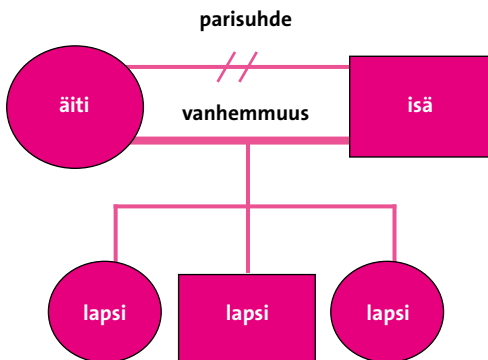 parisuhde
äiti
isä
vanhemmuus
lapsi
lapsi
lapsi